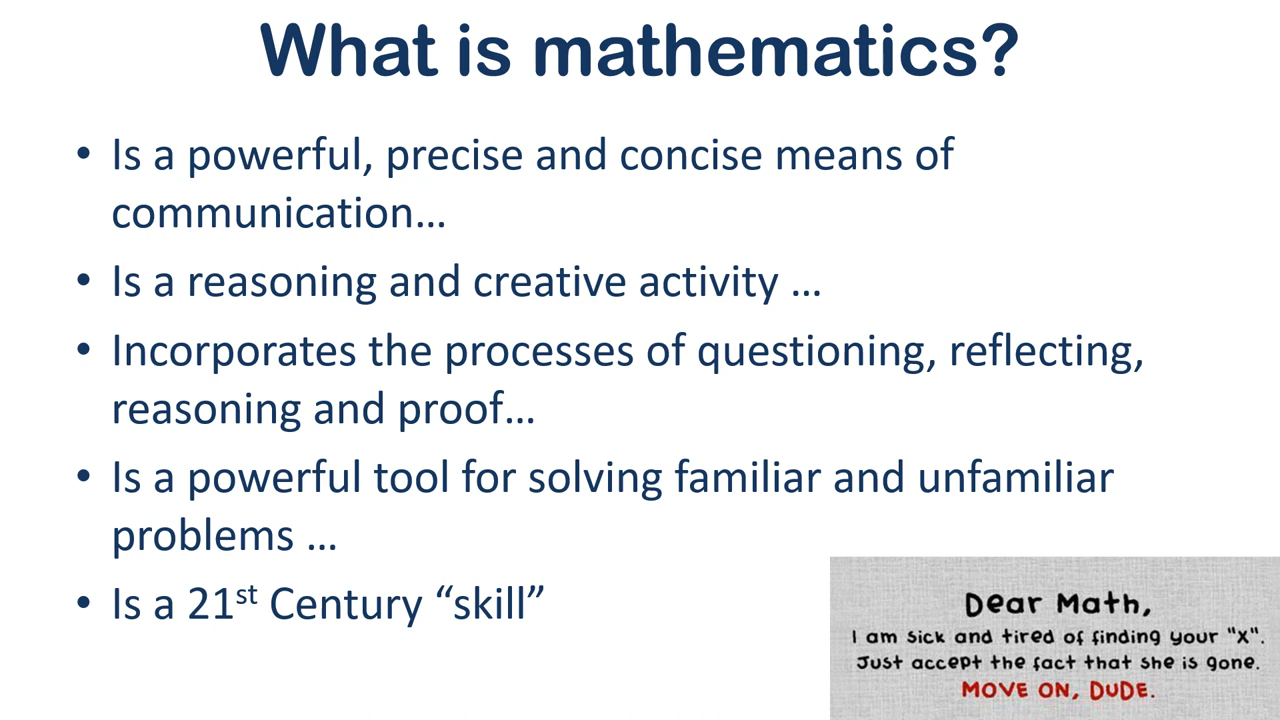 What is mathematics?
• Is a powerful, precise and concise means of
communication…
• Is a reasoning and creative activity …
• Incorporates the processes of questioning, reflecting,
reasoning and proof…
• Is a powerful tool for solving familiar and unfamiliar
problems …
• Is a 21st Century “skill”
Dear Math,
I am sick and tired of finding your "x".
Just accept the fact that she is gone.
MOVE ON, DUDE.